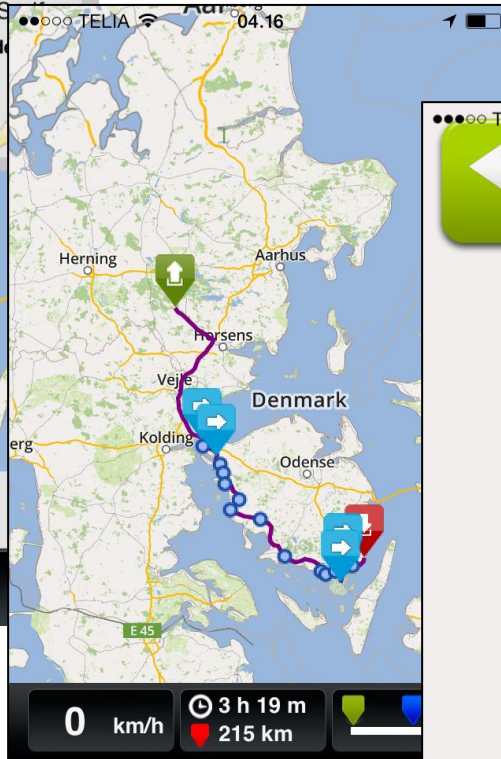 TELIA 04.16
Herning
Aarhus
Horsens
Vejle
Denmark
Kolding
Odense
E 45
0 km/h
3 h 19 m
215 km